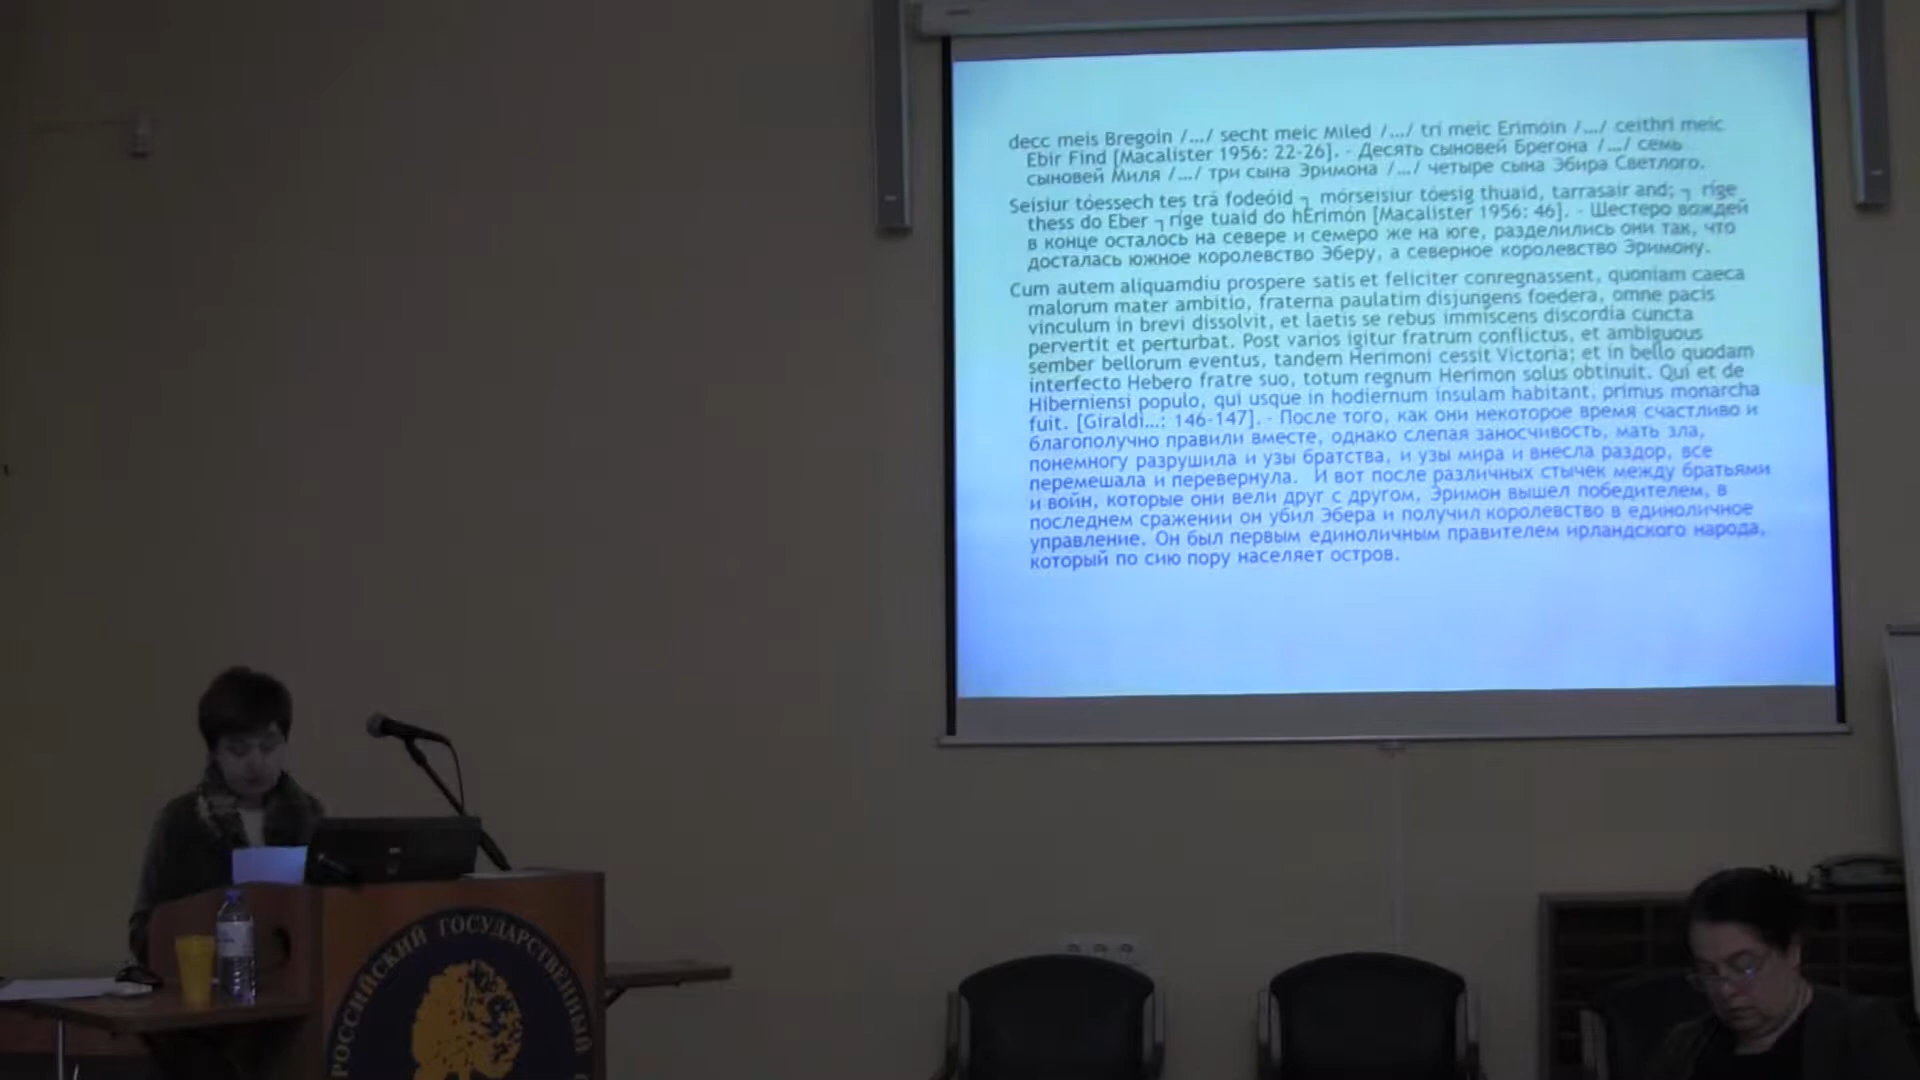 decc meis Bregoin /.../ secht meic Miled /.../ tri meic Erimóin /.../ ceithri meic
Ebir Find [Macalister 1956: 22-26]. - Десять сыновей Брегона /.../ семь
сыновей Миля /.../ три сына Эримона /.../ четыре сына Эбира Светлого.
Seisiur tóessech tes trá fodeóid ┐ mórseisiur tóesig thuaid, tarrasair and; ┐ ríge
thess do Eber ┐ ríge tuaid do hErimón [Macalister 1956: 46]. - Шестеро вождей
в конце осталось на севере и семеро же на юге, разделились они так, что
досталась южное королевство Эберу, а северное королевство Эримону.
Cum autem aliquamdiu prospere satis et feliciter conregnassent, quoniam caeca
malorum mater ambitio, fraterna paulatim disjungens foedera, omne pacis
vinculum in brevi dissolvit, et laetis se rebus immiscens discordia cuncta
pervertit et perturbat. Post varios igitur fratrum conflictus, et ambiguous
sember bellorum eventus, tandem Herimoni cessit Victoria; et in bello quodam
interfecto Hebero fratre suo, totum regnum Herimon solus obtinuit. Qui et de
Hiberniensi populo, qui usque in hodiernum insulam habitant, primus monarcha
fuit. [Giraldi...: 146-147]. - После того, как они некоторое время счастливо и
благополучно правили вместе, однако слепая заносчивость, мать зла,
понемногу разрушила и узы братства, и узы мира и внесла раздор, все
перемешала и перевернула. И вот после различных стычек между братьями
и войн, которые они вели друг с другом, Эримон вышел победителем, в
последнем сражении он убил Эбера и получил королевство в единоличное
управление. Он был первым единоличным правителем ирландского народа,
который по сию пору населяет остров.
РОССИЙСКИЙ ГОСУДАРСТВЕННЫЙ